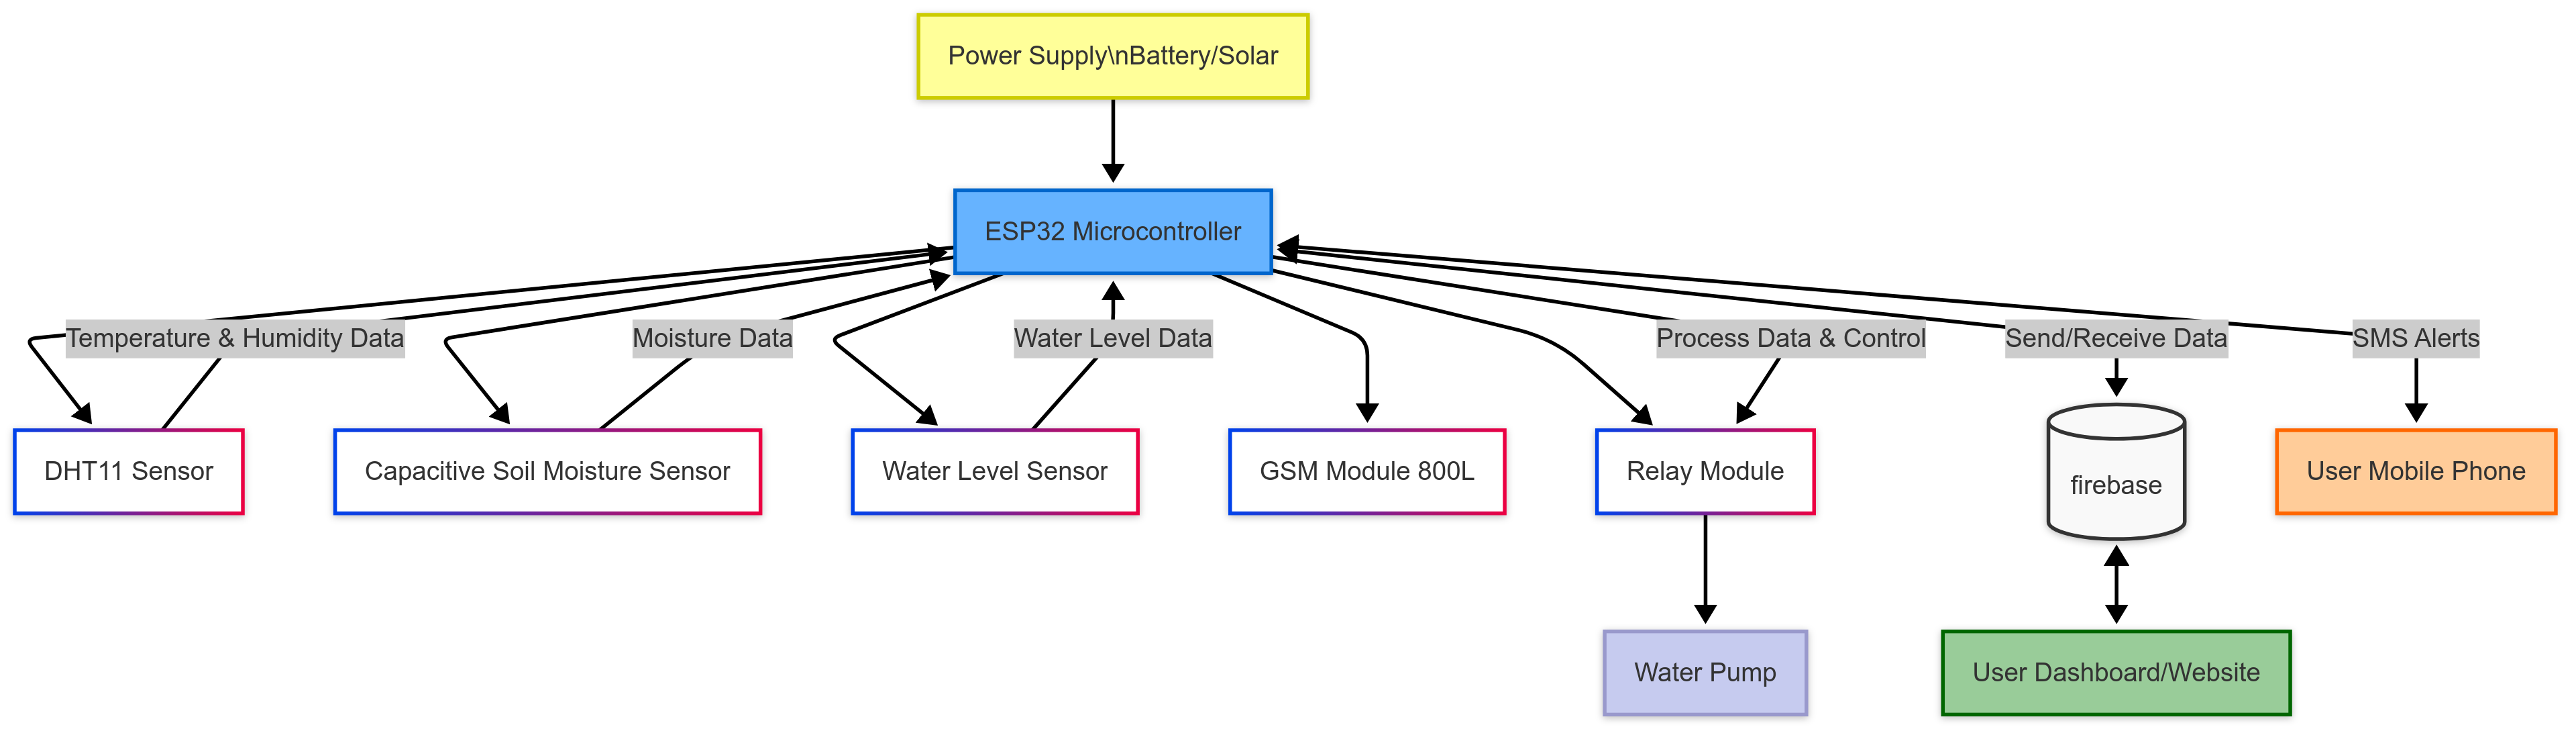 Power Supply\nBattery/Solar
ESP32 Microcontroller
Temperature & Humidity Data
Moisture Data
Water Level Data
Process Data & Control
Send/Receive Data
SMS Alerts
DHT11 Sensor
Capacitive Soil Moisture Sensor
Water Level Sensor
GSM Module 800L
Relay Module
firebase
User Mobile Phone
Water Pump
User Dashboard/Website